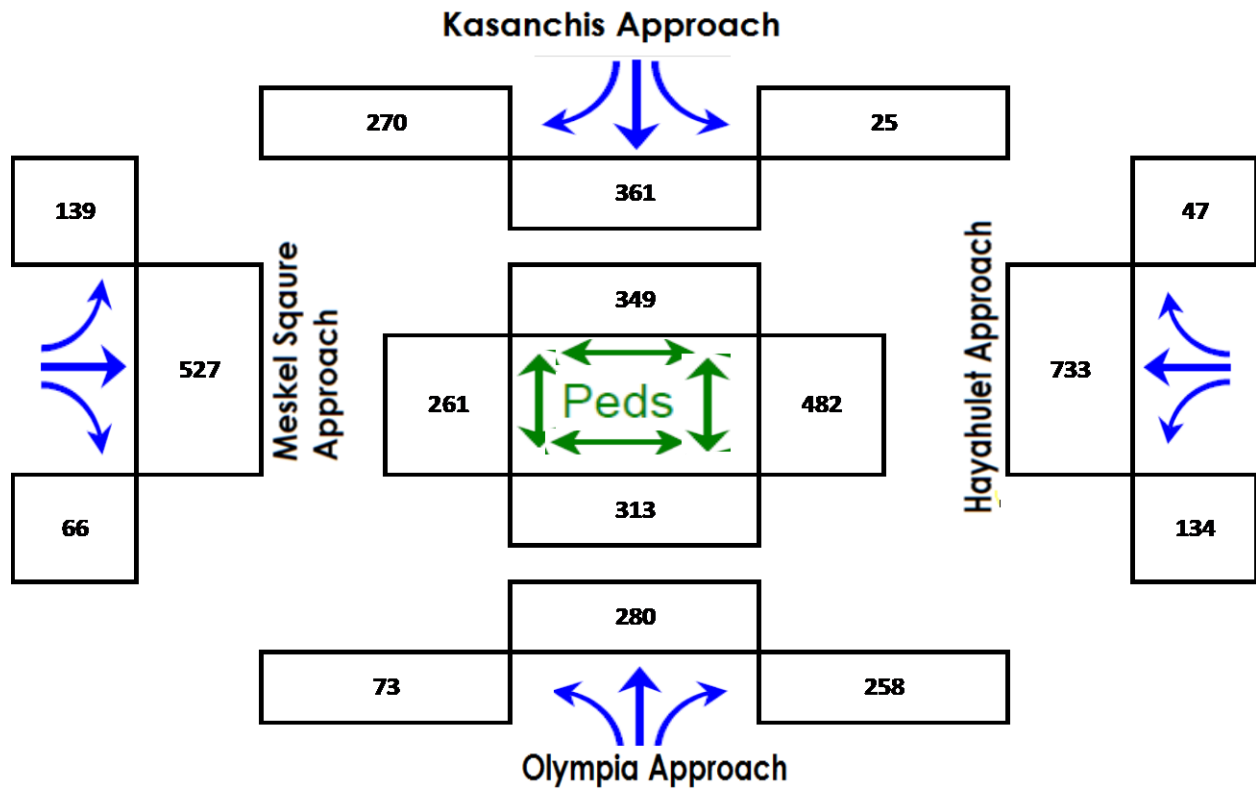 Kasanchis Approach
270
25
361
139
47
Meskel Sqaure
Approach
527
349
261
Peds
482
313
Hayahulet Approach
733
66
134
280
73
258
Olympia Approach